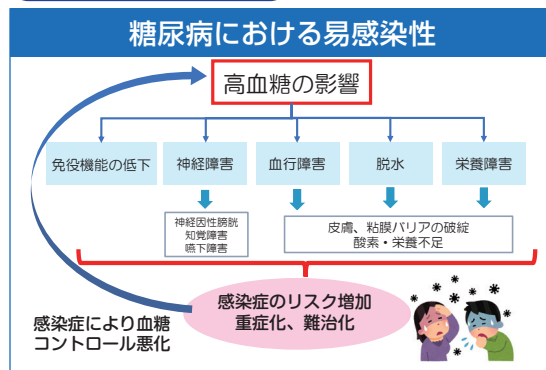 糖尿病における易感染性
高血糖の影響
免疫機能の低下
神経障害
血行障害
脱水
栄養障害
神経因性膀胱
知覚障害
嚥下障害
皮膚、粘膜バリアの破綻
酸素・栄養不足
感染症のリスク増加
重症化、難治化
感染症により血糖
コントロール悪化